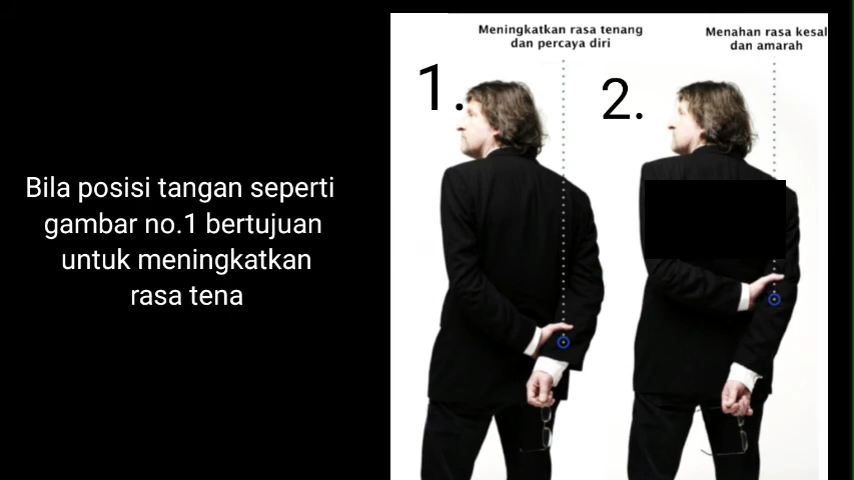 Bila posisi tangan seperti
gambar no.1 bertujuan
untuk meningkatkan
rasa tena
Meningkatkan rasa tenang
dan percaya diri
1.
Menahan rasa kesal
dan amarah
2.